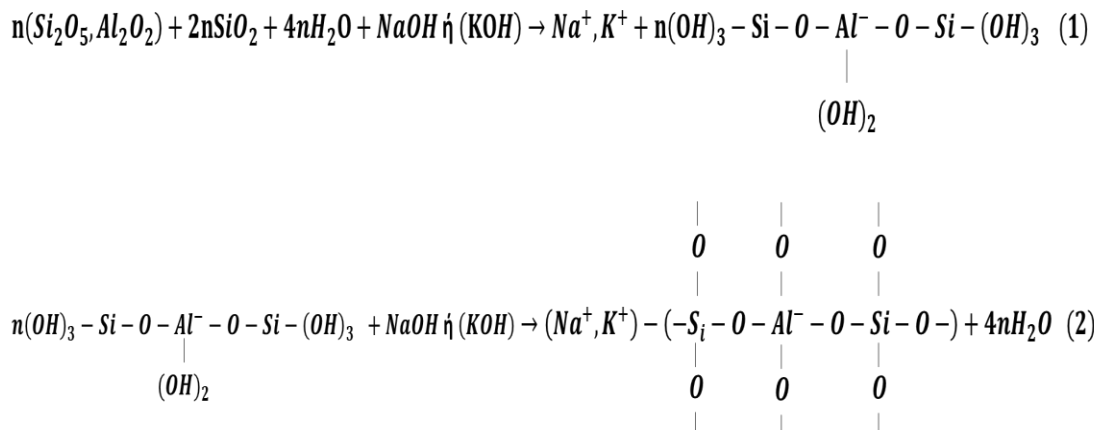 n(Si₂O₅,Al₂O₂) + 2nSiO₂ + 4nH₂O + NaOH ή (KOH) → Na⁺,K⁺ + n(OH)₃ − Si − O − Al⁻ − O − Si − (OH)₃ (1)
|
(OH)₂
| | |
O O O
| | |
n(OH)₃ − Si − O − Al⁻ − O − Si − (OH)₃ + NaOH ή (KOH) → (Na⁺,K⁺) − (−Sᵢ − O − Al⁻ − O − Si − O −) + 4nH₂O (2)
| | | |
(OH)₂ O O O
| | |